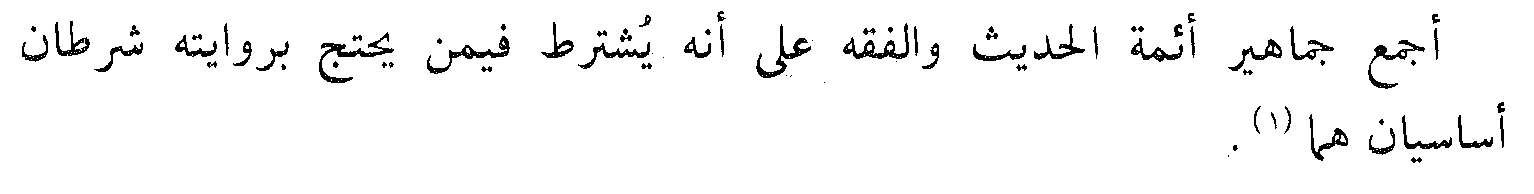 أجمع جماهير أئمة الحديث والفقه على أنه يُشترط فيمن يحتج بروايته شرطان
أساسيان هما (١) .